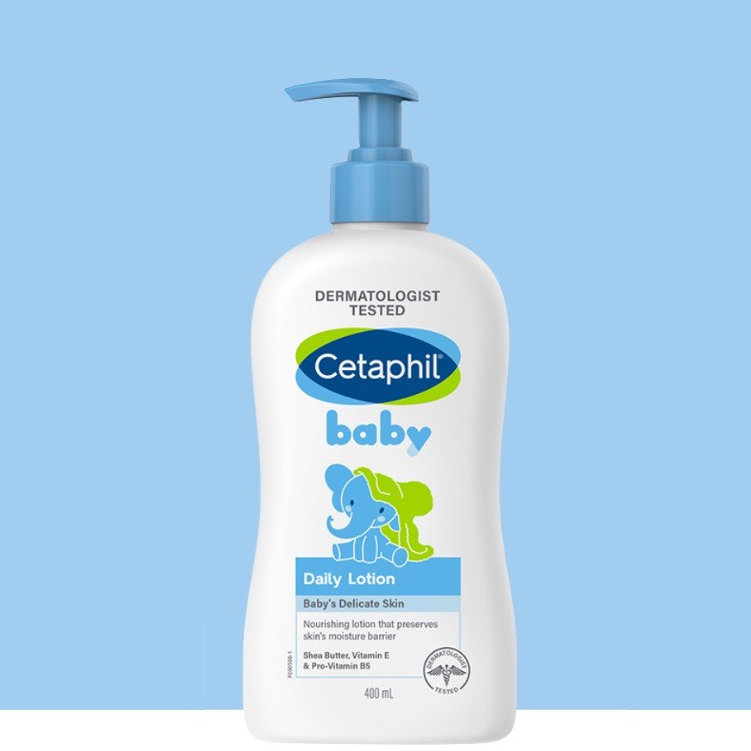 DERMATOLOGIST
TESTED
Cetaphil®
baby
Daily Lotion
Baby's Delicate Skin
Nourishing lotion that preserves
skin's moisture barrier
Shea Butter, Vitamin E
& Pro-Vitamin B5
DERMATOLOGIST
TESTED
400 mL